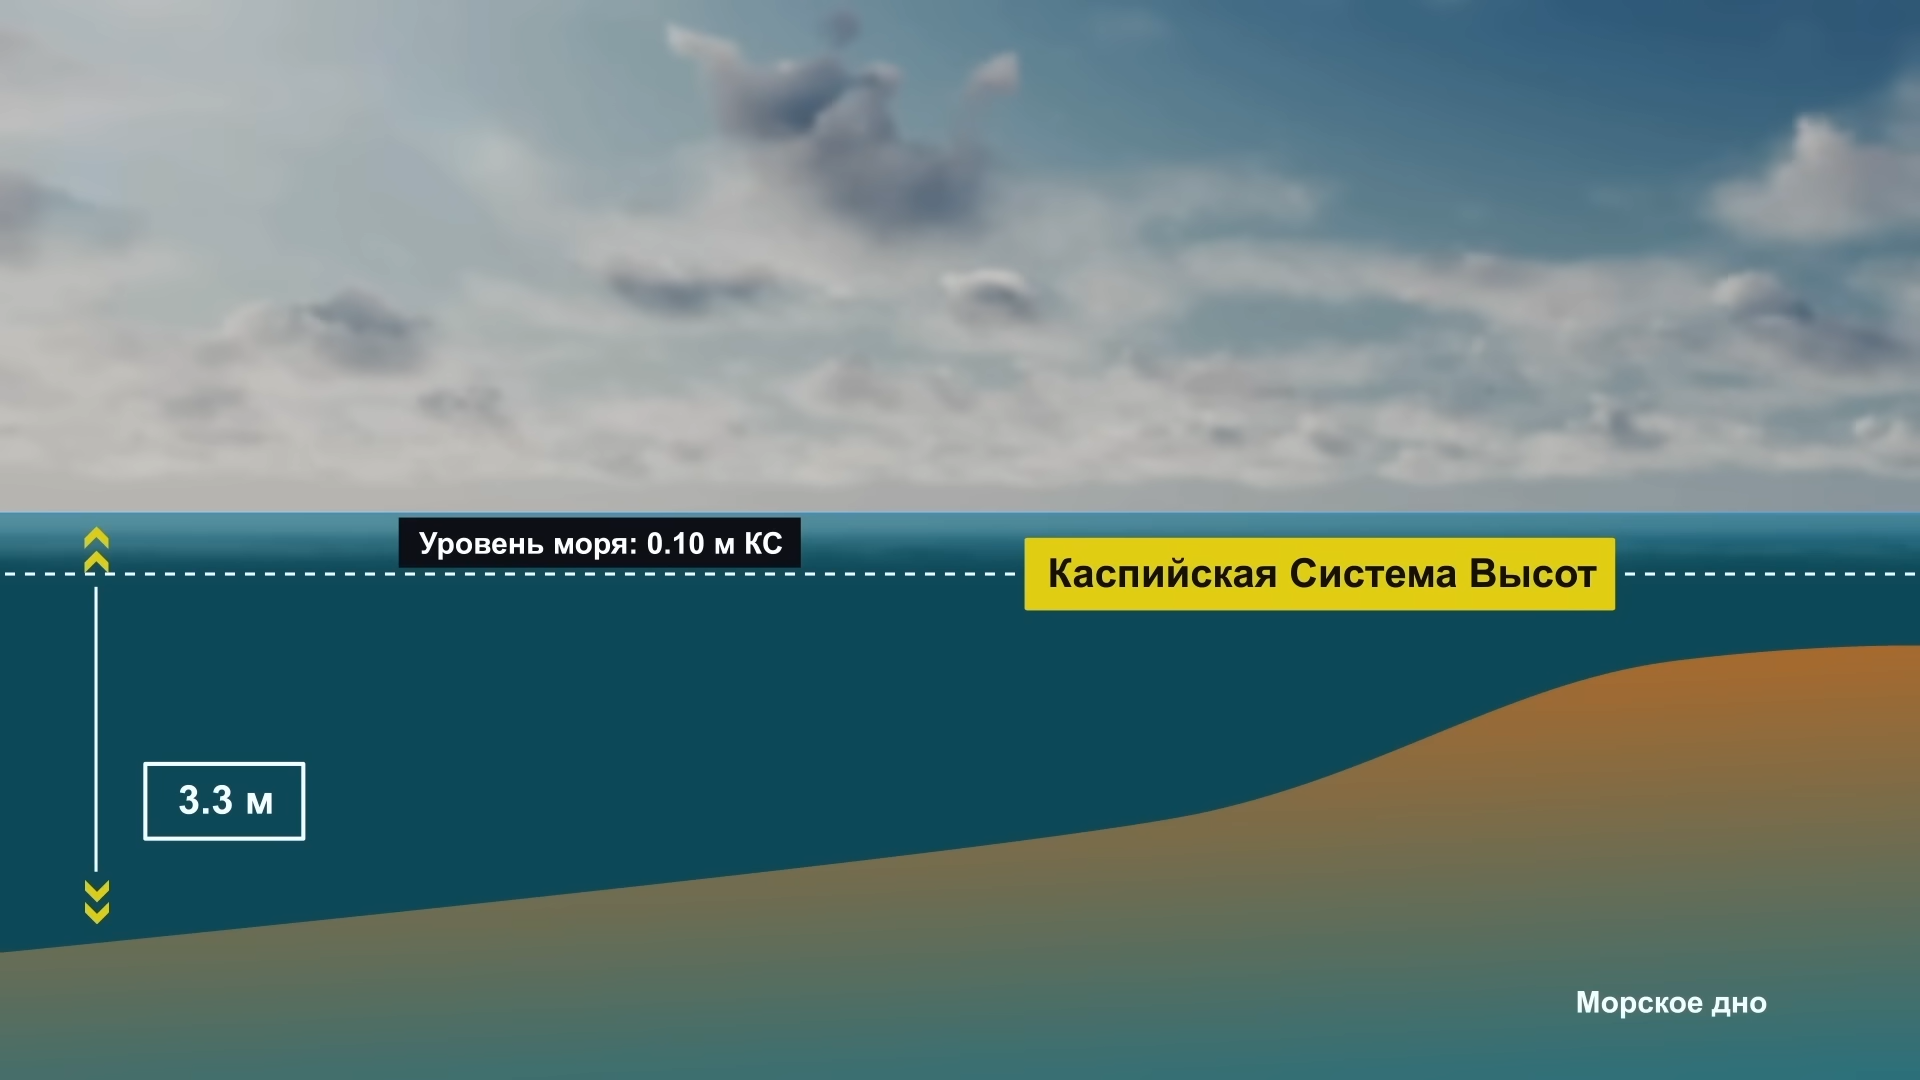 Уровень моря: 0.10 м КС
Каспийская Система Высот
3.3 м
Морское дно